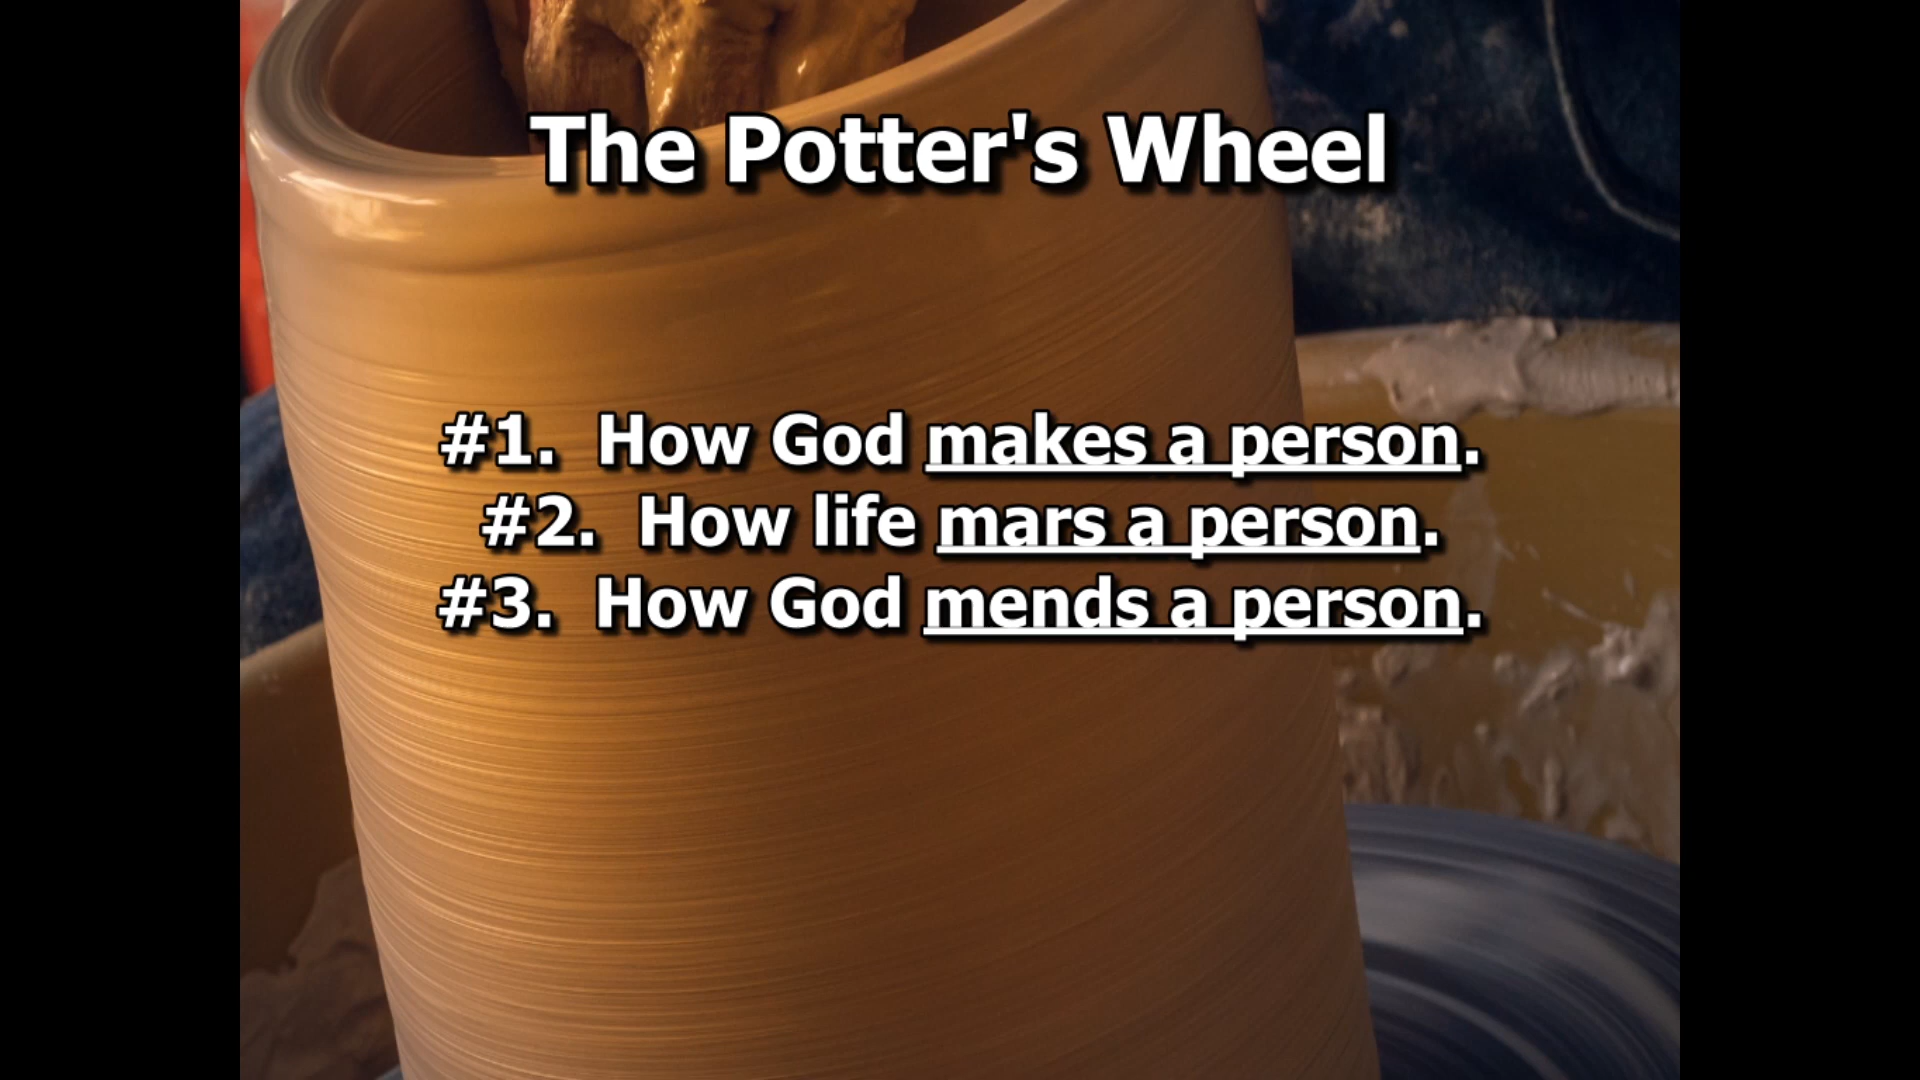 The Potter's Wheel
#1. How God makes a person.
#2. How life mars a person.
#3. How God mends a person.